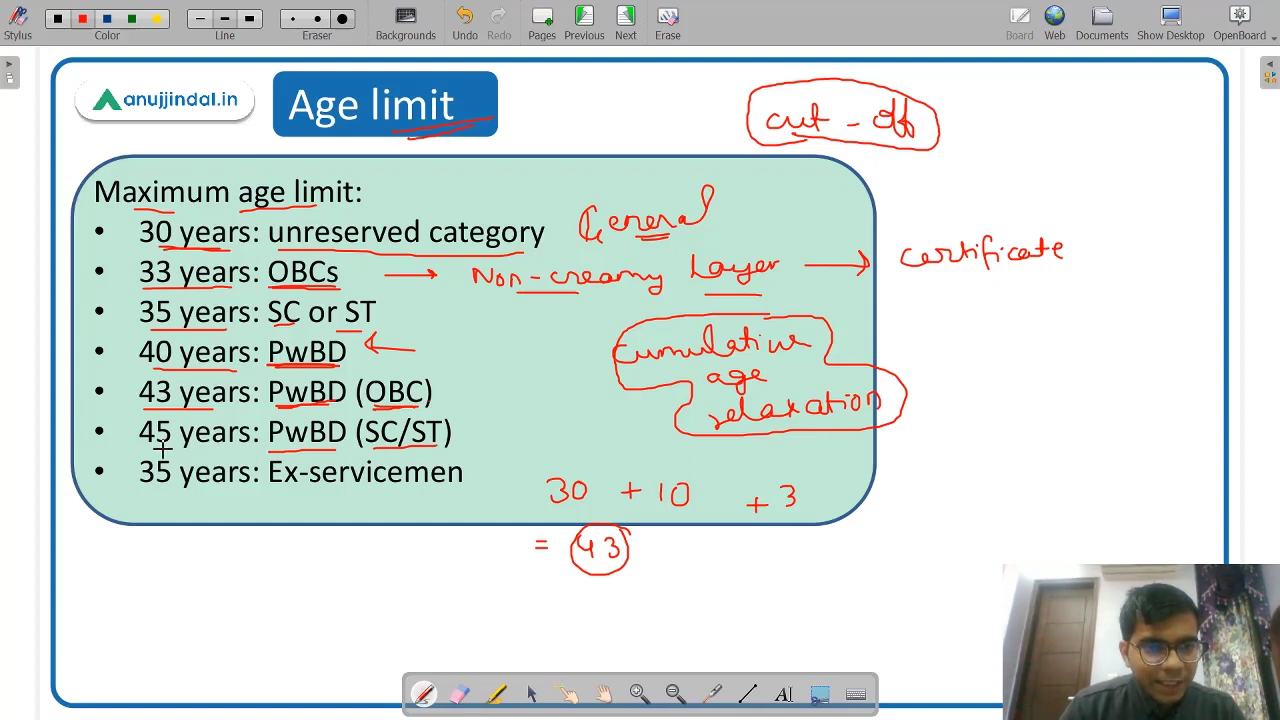 Stylus
Color
Line
Eraser
Backgrounds
Undo
Redo
Pages
Previous
Next
Erase
Board
Web
Documents
Show Desktop
OpenBoard
anujjindal.in
Age limit
cut - off
Maximum age limit:
• 30 years: unreserved category General
• 33 years: OBCs → Non-creamy Layer → certificate
• 35 years: SC or ST
• 40 years: PwBD ←
• 43 years: PwBD (OBC)
• 45 years: PwBD (SC/ST)
• 35 years: Ex-servicemen
cumulative
age
relaxation
30 + 10 + 3
= 43